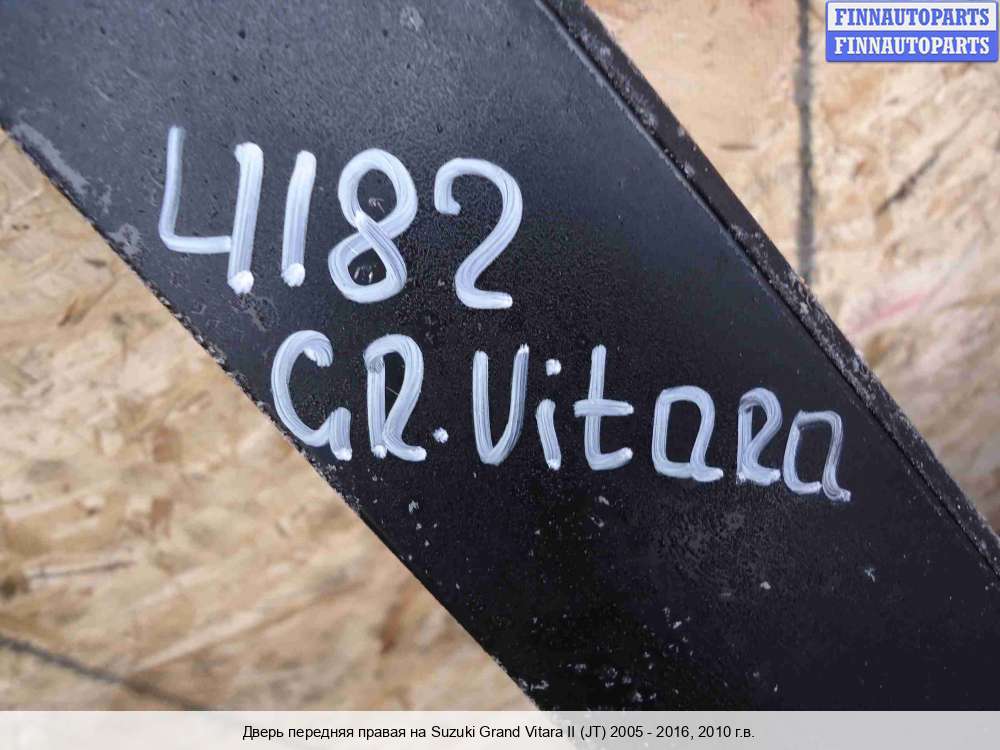 FINNAUTOPARTS
FINNAUTOPARTS
4182
GR.Vitara
Дверь передняя правая на Suzuki Grand Vitara II (JT) 2005 - 2016, 2010 г.в.